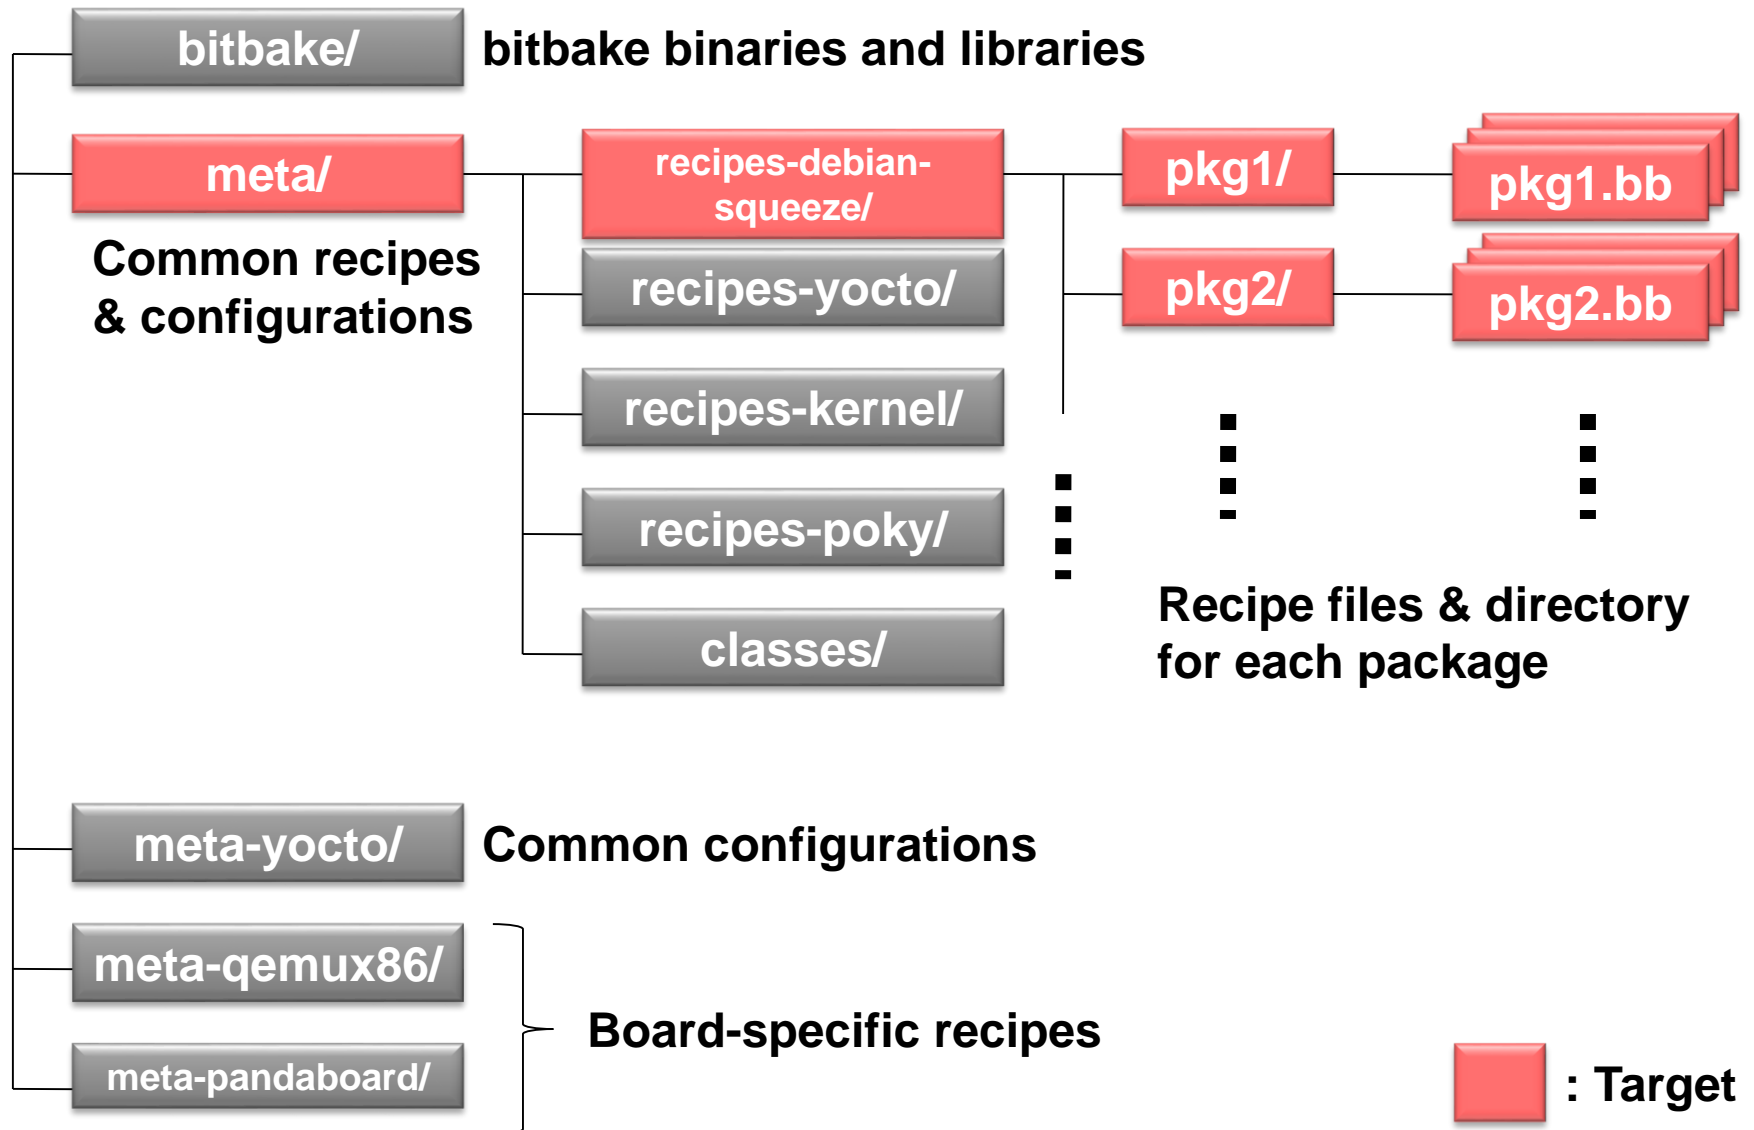 bitbake/
bitbake binaries and libraries
meta/
recipes-debian-
squeeze/
pkg1/
pkg1.bb
Common recipes
& configurations
recipes-yocto/
pkg2/
pkg2.bb
recipes-kernel/
recipes-poky/
classes/
Recipe files & directory
for each package
meta-yocto/
Common configurations
meta-qemux86/
Board-specific recipes
meta-pandaboard/
: Target